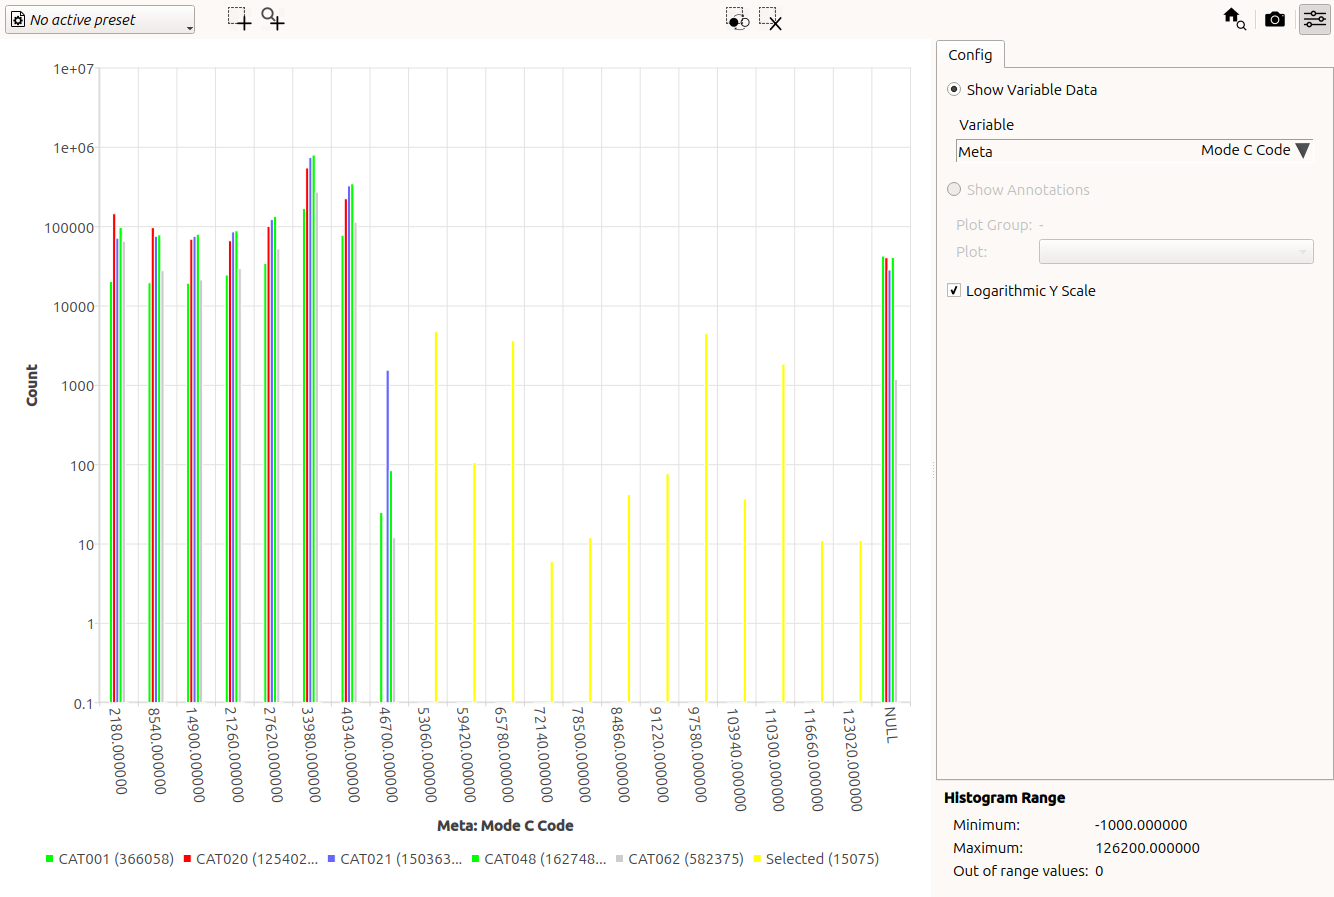 No active preset
Config
Show Variable Data
Variable
Meta
Mode C Code
Show Annotations
Plot Group: -
Plot:
Logarithmic Y Scale
1e+07
1e+06
100000
10000
1000
100
10
1
0.1
Count
2180.000000
8540.000000
14900.000000
21260.000000
27620.000000
33980.000000
40340.000000
46700.000000
53060.000000
59420.000000
65780.000000
72140.000000
78500.000000
84860.000000
91220.000000
97580.000000
103940.000000
110300.000000
116660.000000
123020.000000
NULL
Meta: Mode C Code
CAT001 (366058) CAT020 (125402... CAT021 (150363... CAT048 (162748... CAT062 (582375) Selected (15075)
Histogram Range
Minimum: -1000.000000
Maximum: 126200.000000
Out of range values: 0